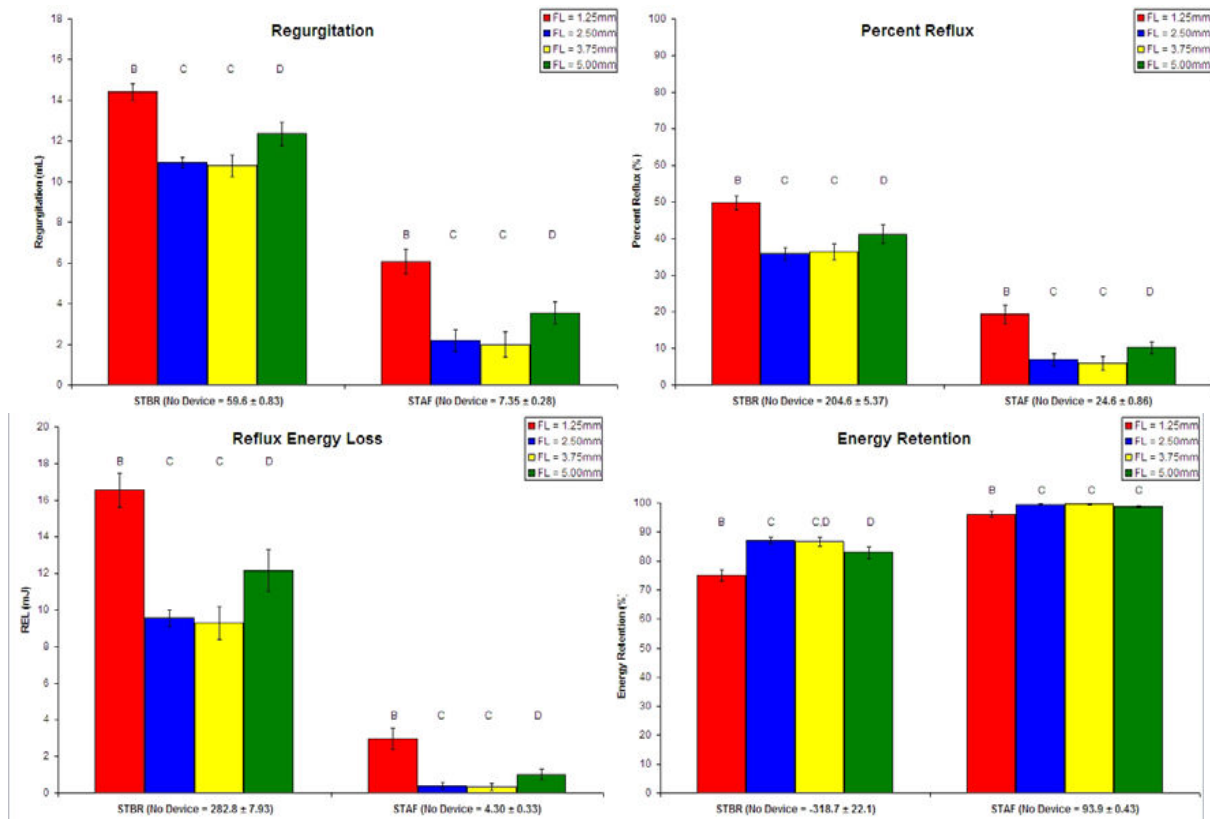 Regurgitation
FL = 1.25mm
FL = 2.50mm
FL = 3.75mm
FL = 5.00mm
18
16
14
12
10
8
6
4
2
0
Regurgitation (mL)
B C C D
B C C D
STBR (No Device = 59.6 ± 0.83)
STAF (No Device = 7.35 ± 0.28)
Percent Reflux
FL = 1.25mm
FL = 2.50mm
FL = 3.75mm
FL = 5.00mm
100
90
80
70
60
50
40
30
20
10
0
Percent Reflux (%)
B C C D
B C C D
STBR (No Device = 204.6 ± 5.37)
STAF (No Device = 24.6 ± 0.86)
Reflux Energy Loss
FL = 1.25mm
FL = 2.50mm
FL = 3.75mm
FL = 5.00mm
20
18
16
14
12
10
8
6
4
2
0
REL (mJ)
B C C D
B C C D
STBR (No Device = 282.8 ± 7.93)
STAF (No Device = 4.30 ± 0.33)
Energy Retention
FL = 1.25mm
FL = 2.50mm
FL = 3.75mm
FL = 5.00mm
100
90
80
70
60
50
40
30
20
10
0
Energy Retention (%)
B C C,D D
B C C C
STBR (No Device = -318.7 ± 22.1)
STAF (No Device = 93.9 ± 0.43)